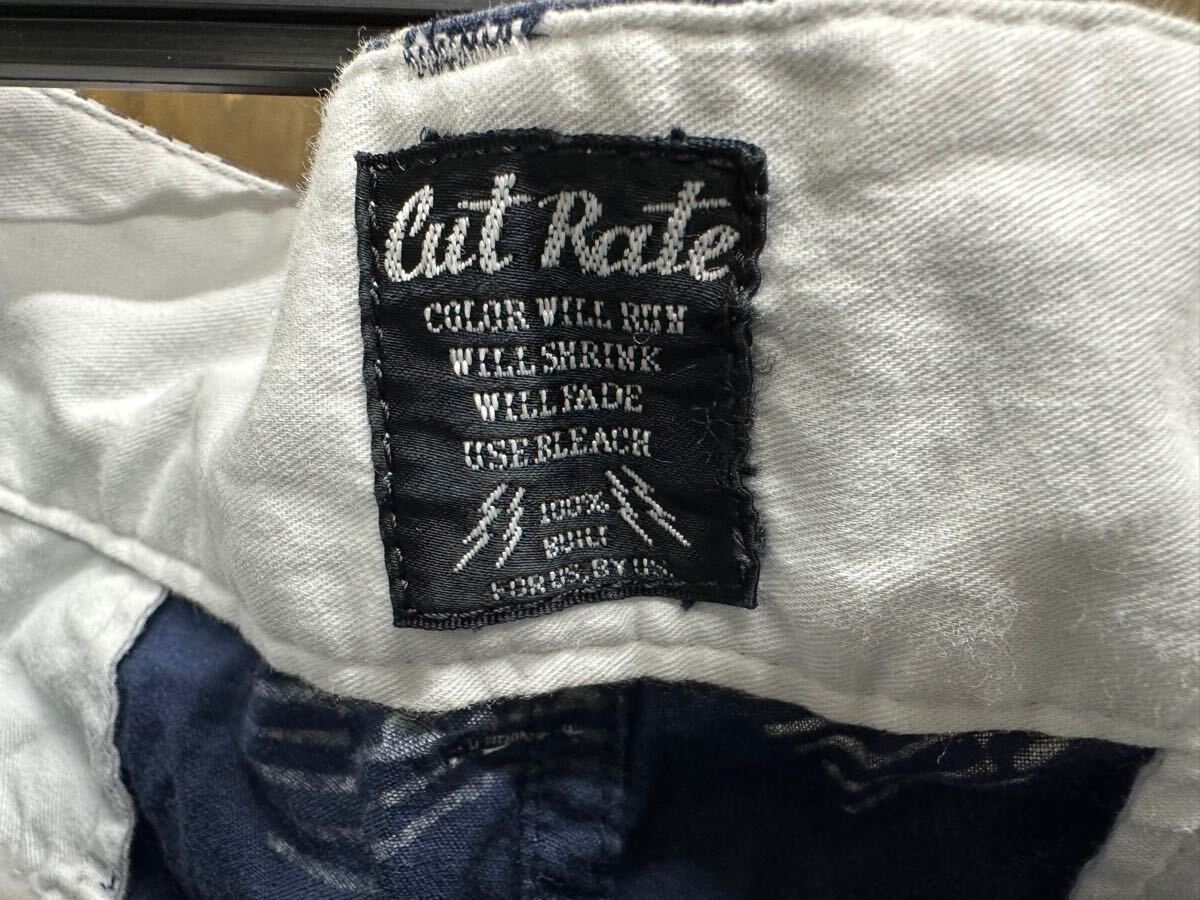 Cut Rate
COLOR WILL RUN
WILL SHRINK
WILL FADE
USE BLEACH
100%
BUILT
FOR US, BY US.